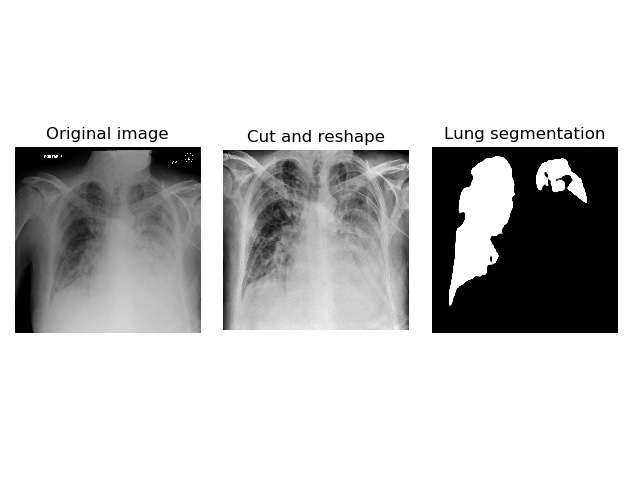 Original image
Cut and reshape
Lung segmentation